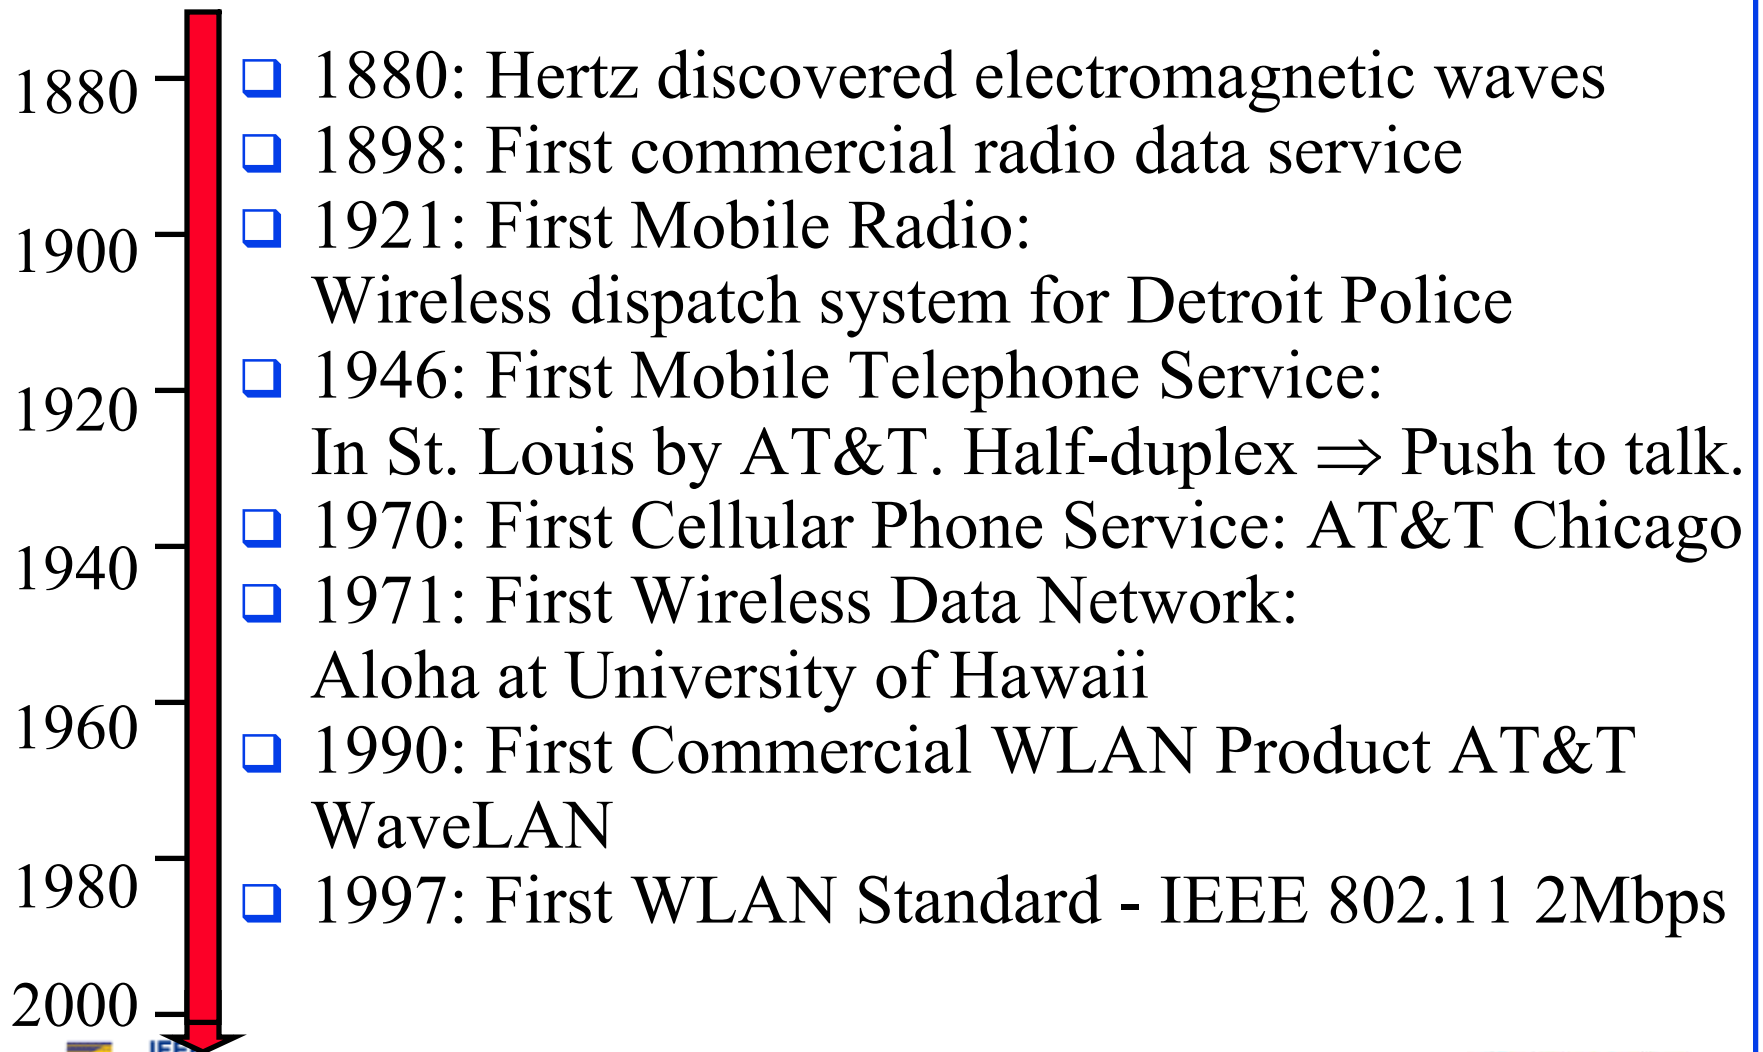 1880
1900
1920
1940
1960
1980
2000
1880: Hertz discovered electromagnetic waves
1898: First commercial radio data service
1921: First Mobile Radio:
Wireless dispatch system for Detroit Police
1946: First Mobile Telephone Service:
In St. Louis by AT&T. Half-duplex ⇒ Push to talk.
1970: First Cellular Phone Service: AT&T Chicago
1971: First Wireless Data Network:
Aloha at University of Hawaii
1990: First Commercial WLAN Product AT&T
WaveLAN
1997: First WLAN Standard - IEEE 802.11 2Mbps